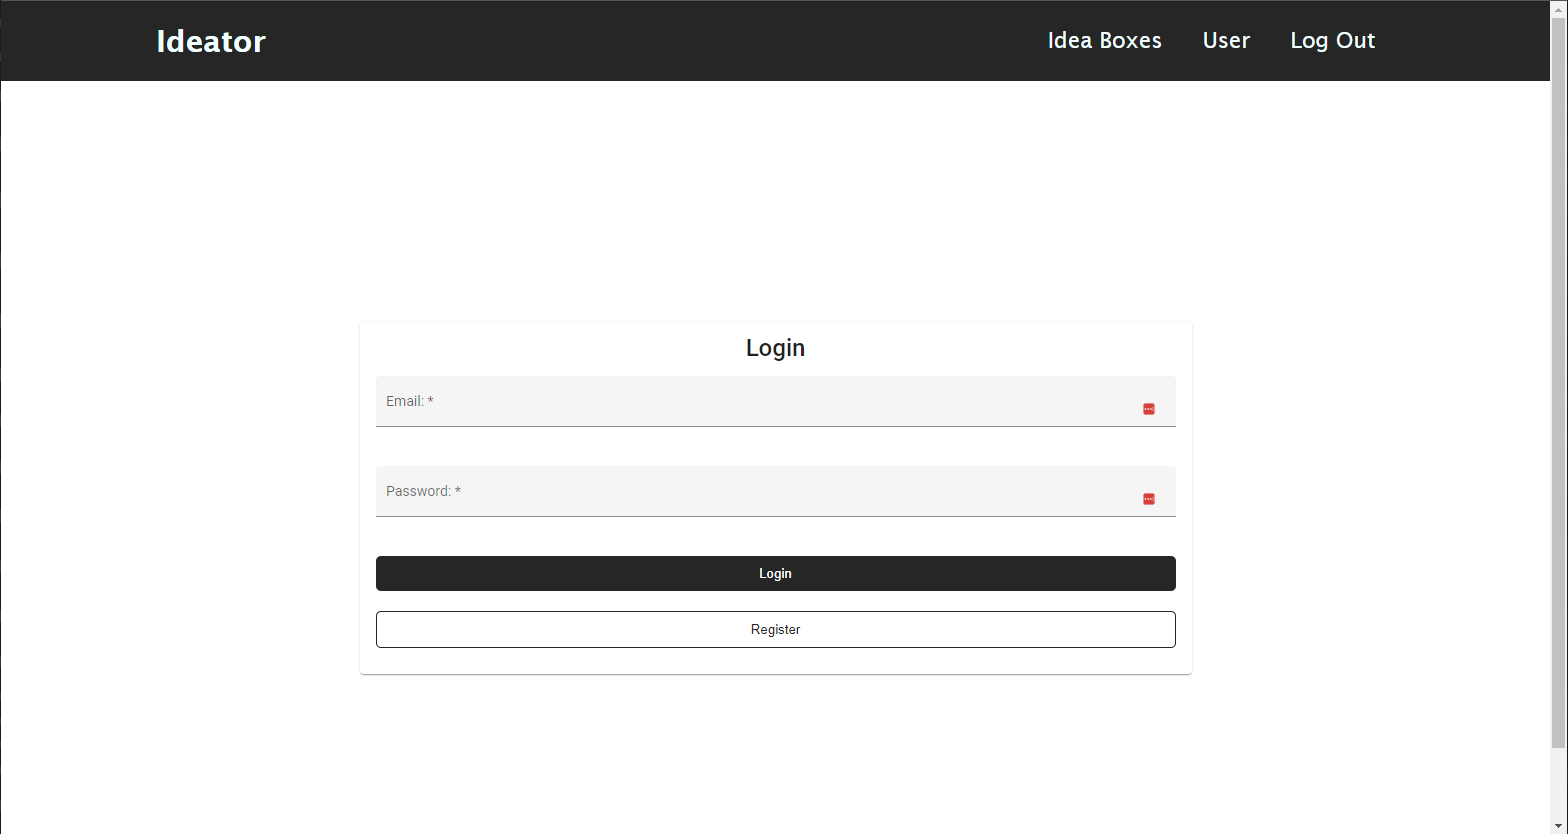 Ideator
Idea Boxes User Log Out
Login
Email: *
Password: *
Login
Register